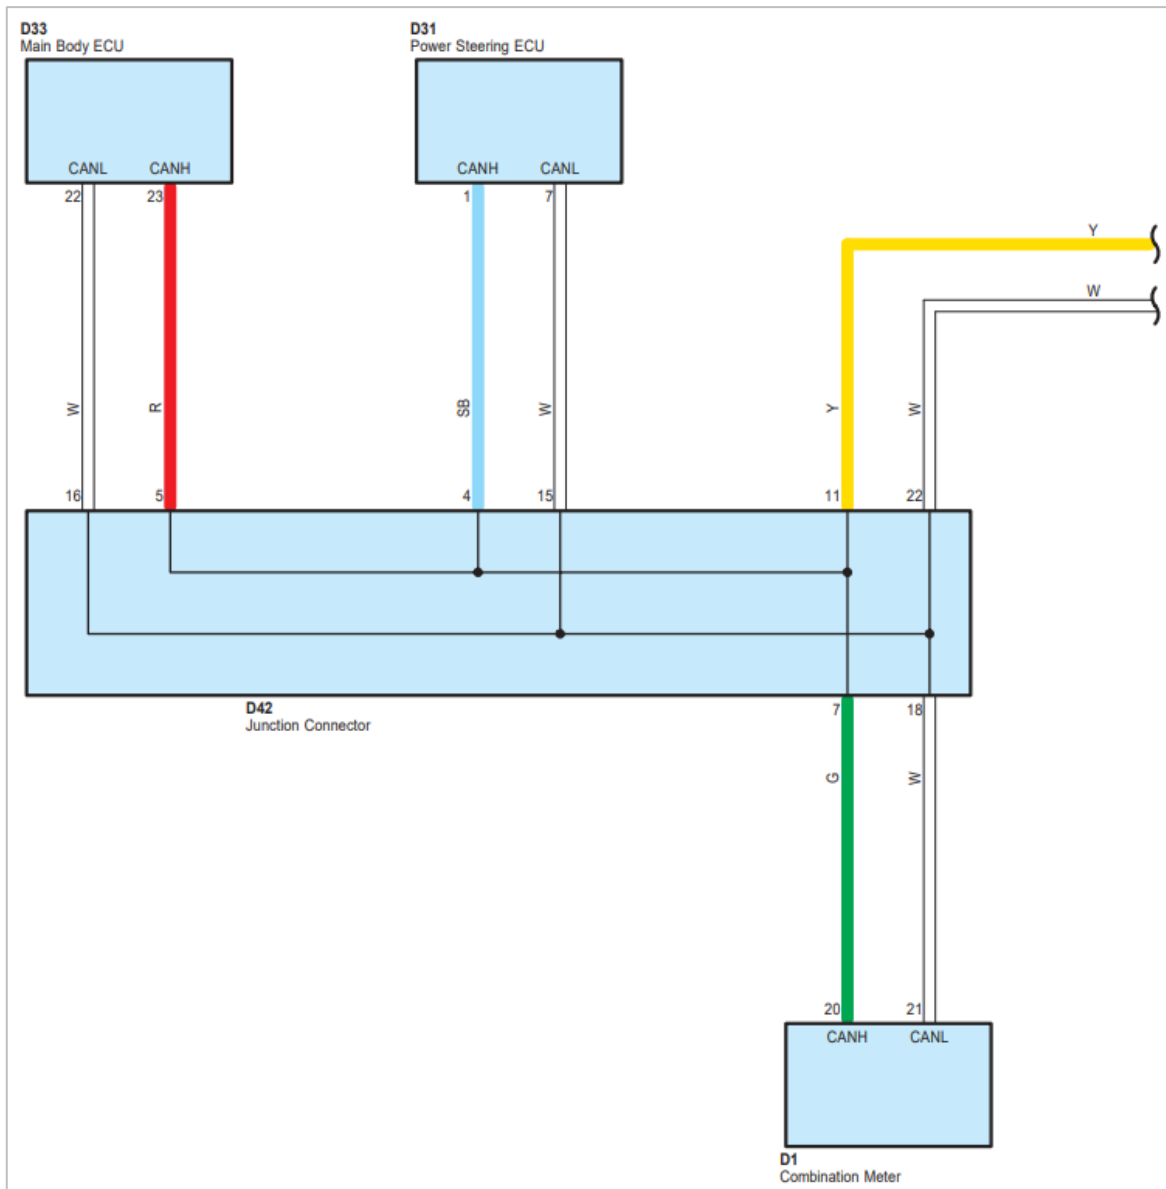 D33
Main Body ECU
D31
Power Steering ECU
CANL
CANH
CANH
CANL
22
23
1
7
Y
W
W
R
SB
W
Y
W
16
5
4
15
11
22
D42
Junction Connector
7
18
G
W
20
21
CANH
CANL
D1
Combination Meter